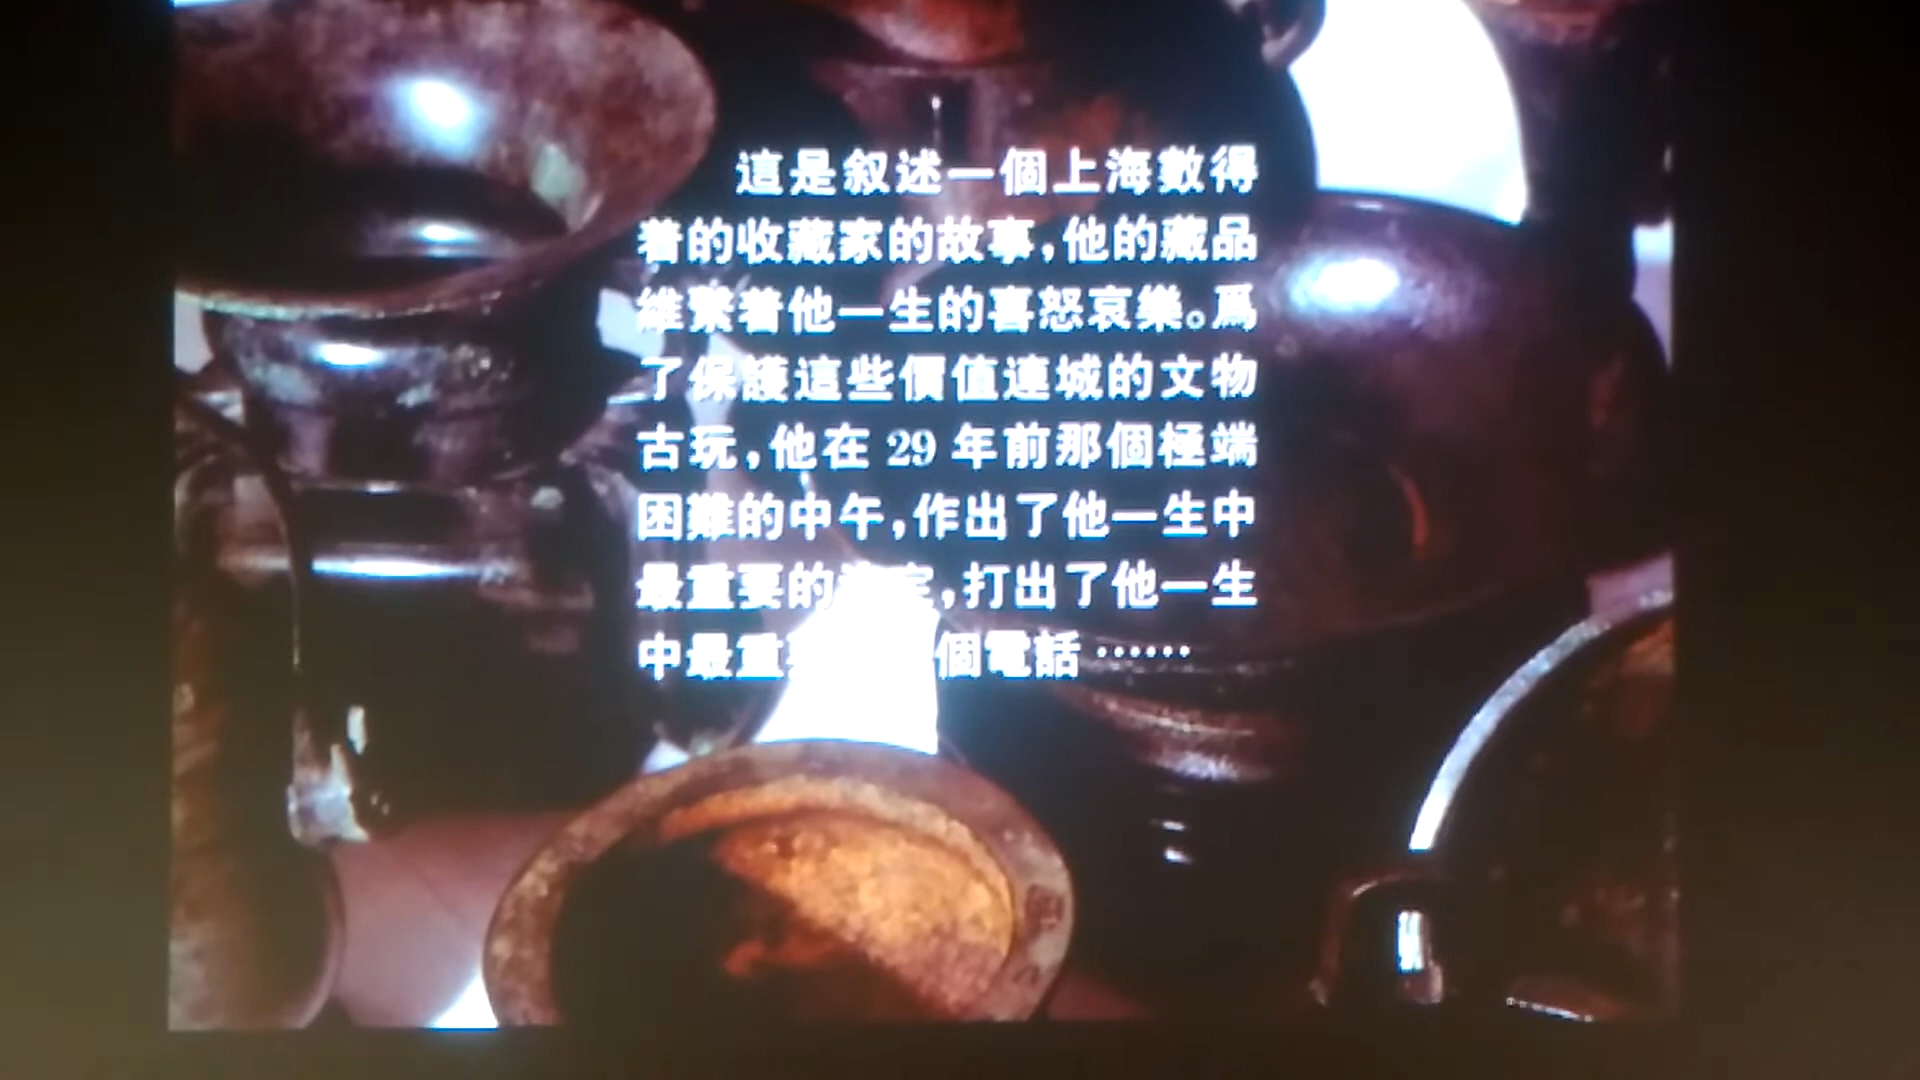 這是叙述一個上海數得
着的收藏家的故事,他的藏品
維繫着他一生的喜怒哀樂。爲
了保護這些價值連城的文物
古玩,他在 29 年前那個極端
困難的中午,作出了他一生中
最重要的定,打出了他一生
中最重個電話……